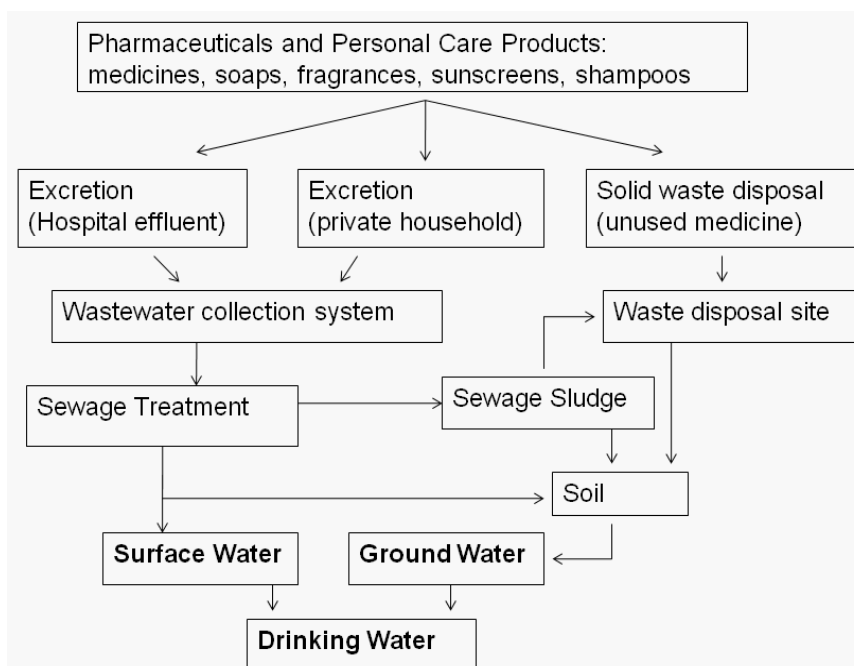 Pharmaceuticals and Personal Care Products:
medicines, soaps, fragrances, sunscreens, shampoos
Excretion
(Hospital effluent)
Excretion
(private household)
Solid waste disposal
(unused medicine)
Wastewater collection system
Waste disposal site
Sewage Treatment
Sewage Sludge
Soil
Surface Water
Ground Water
Drinking Water